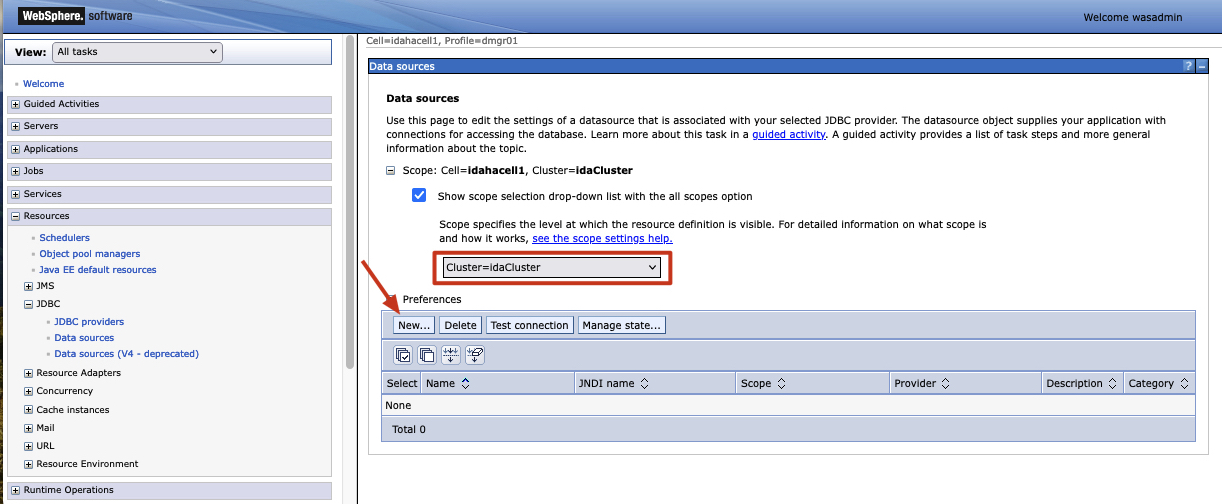 WebSphere. software
Welcome wasadmin
View: All tasks
Welcome
Guided Activities
Servers
Applications
Jobs
Services
Resources
Schedulers
Object pool managers
Java EE default resources
JMS
JDBC
JDBC providers
Data sources
Data sources (V4 - deprecated)
Resource Adapters
Concurrency
Cache instances
Mail
URL
Resource Environment
Runtime Operations
Cell=idahacell1, Profile=dmgr01
Data sources
? –
Data sources
Use this page to edit the settings of a datasource that is associated with your selected JDBC provider. The datasource object supplies your application with
connections for accessing the database. Learn more about this task in a guided activity. A guided activity provides a list of task steps and more general
information about the topic.
Scope: Cell=idahacell1, Cluster=idaCluster
Show scope selection drop-down list with the all scopes option
Scope specifies the level at which the resource definition is visible. For detailed information on what scope is
and how it works, see the scope settings help.
Cluster=idaCluster
Preferences
New... Delete Test connection Manage state...
Select Name JNDI name Scope Provider Description Category
None
Total 0